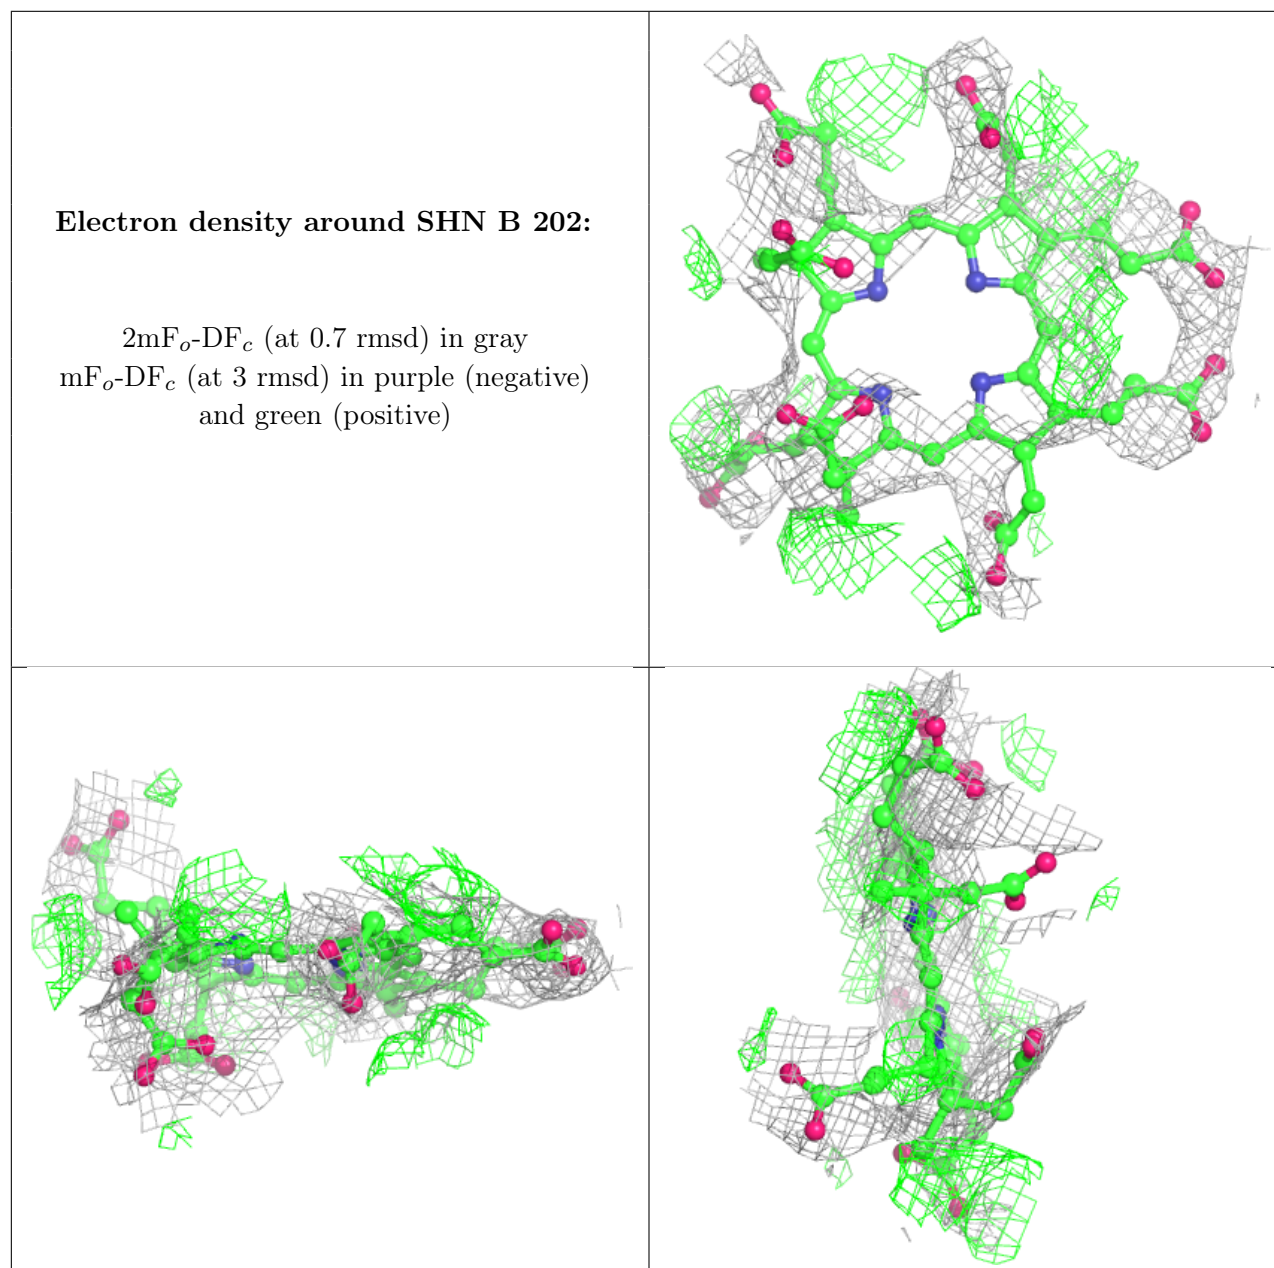 Electron density around SHN B 202:
2mFo-DFc (at 0.7 rmsd) in gray
mFo-DFc (at 3 rmsd) in purple (negative)
and green (positive)